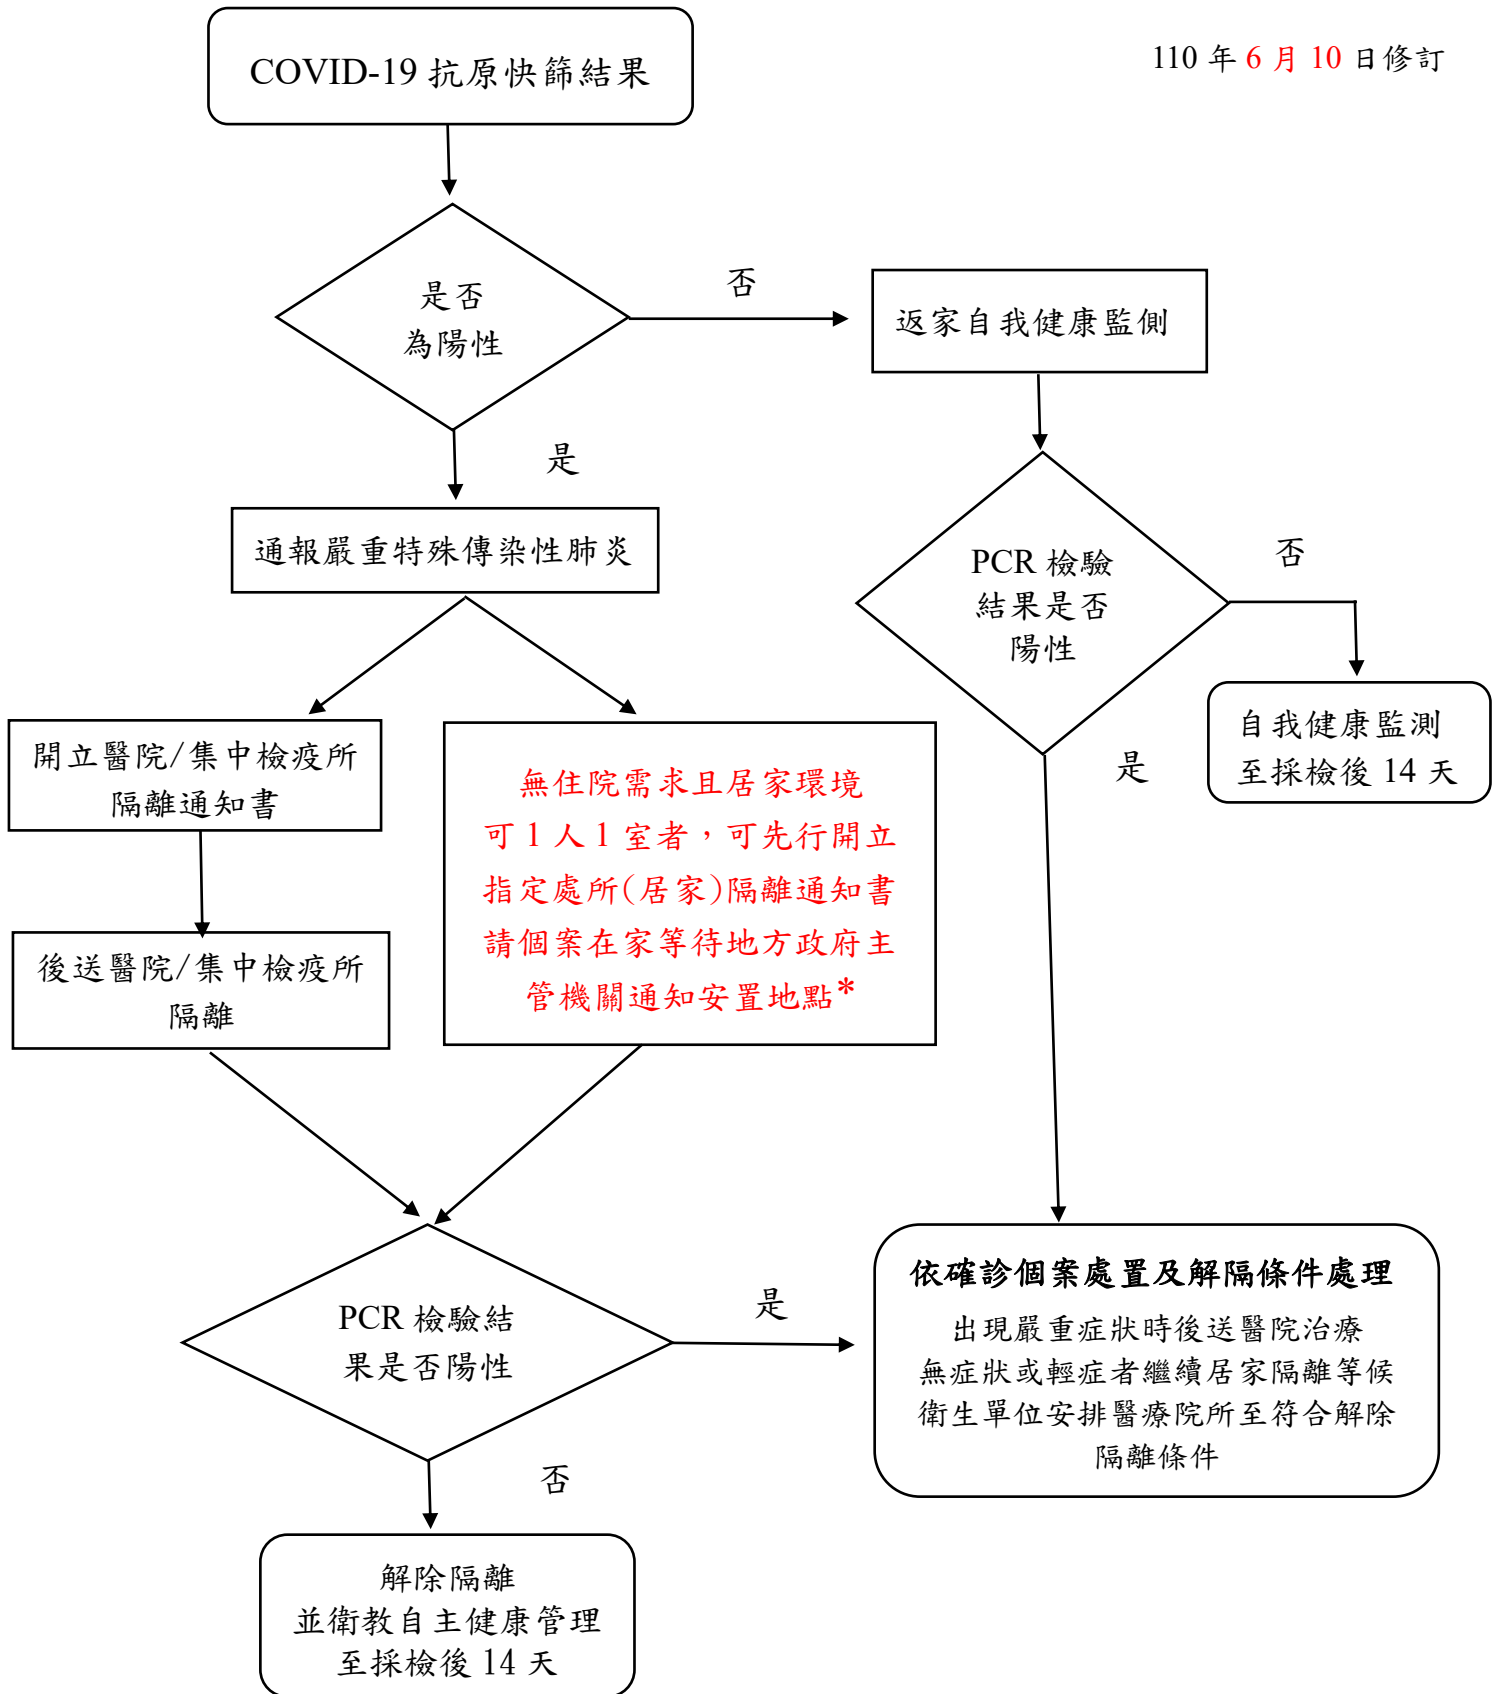 COVID-19 抗原快篩結果
110 年 6 月 10 日修訂
是否
為陽性
否
返家自我健康監側
是
通報嚴重特殊傳染性肺炎
PCR 檢驗
結果是否
陽性
否
是
自我健康監測
至採檢後 14 天
開立醫院/集中檢疫所
隔離通知書
無住院需求且居家環境
可 1 人 1 室者，可先行開立
指定處所(居家)隔離通知書
請個案在家等待地方政府主
管機關通知安置地點*
後送醫院/集中檢疫所
隔離
PCR 檢驗結
果是否陽性
是
依確診個案處置及解隔條件處理
出現嚴重症狀時後送醫院治療
無症狀或輕症者繼續居家隔離等候
衛生單位安排醫療院所至符合解除
隔離條件
否
解除隔離
並衛教自主健康管理
至採檢後 14 天